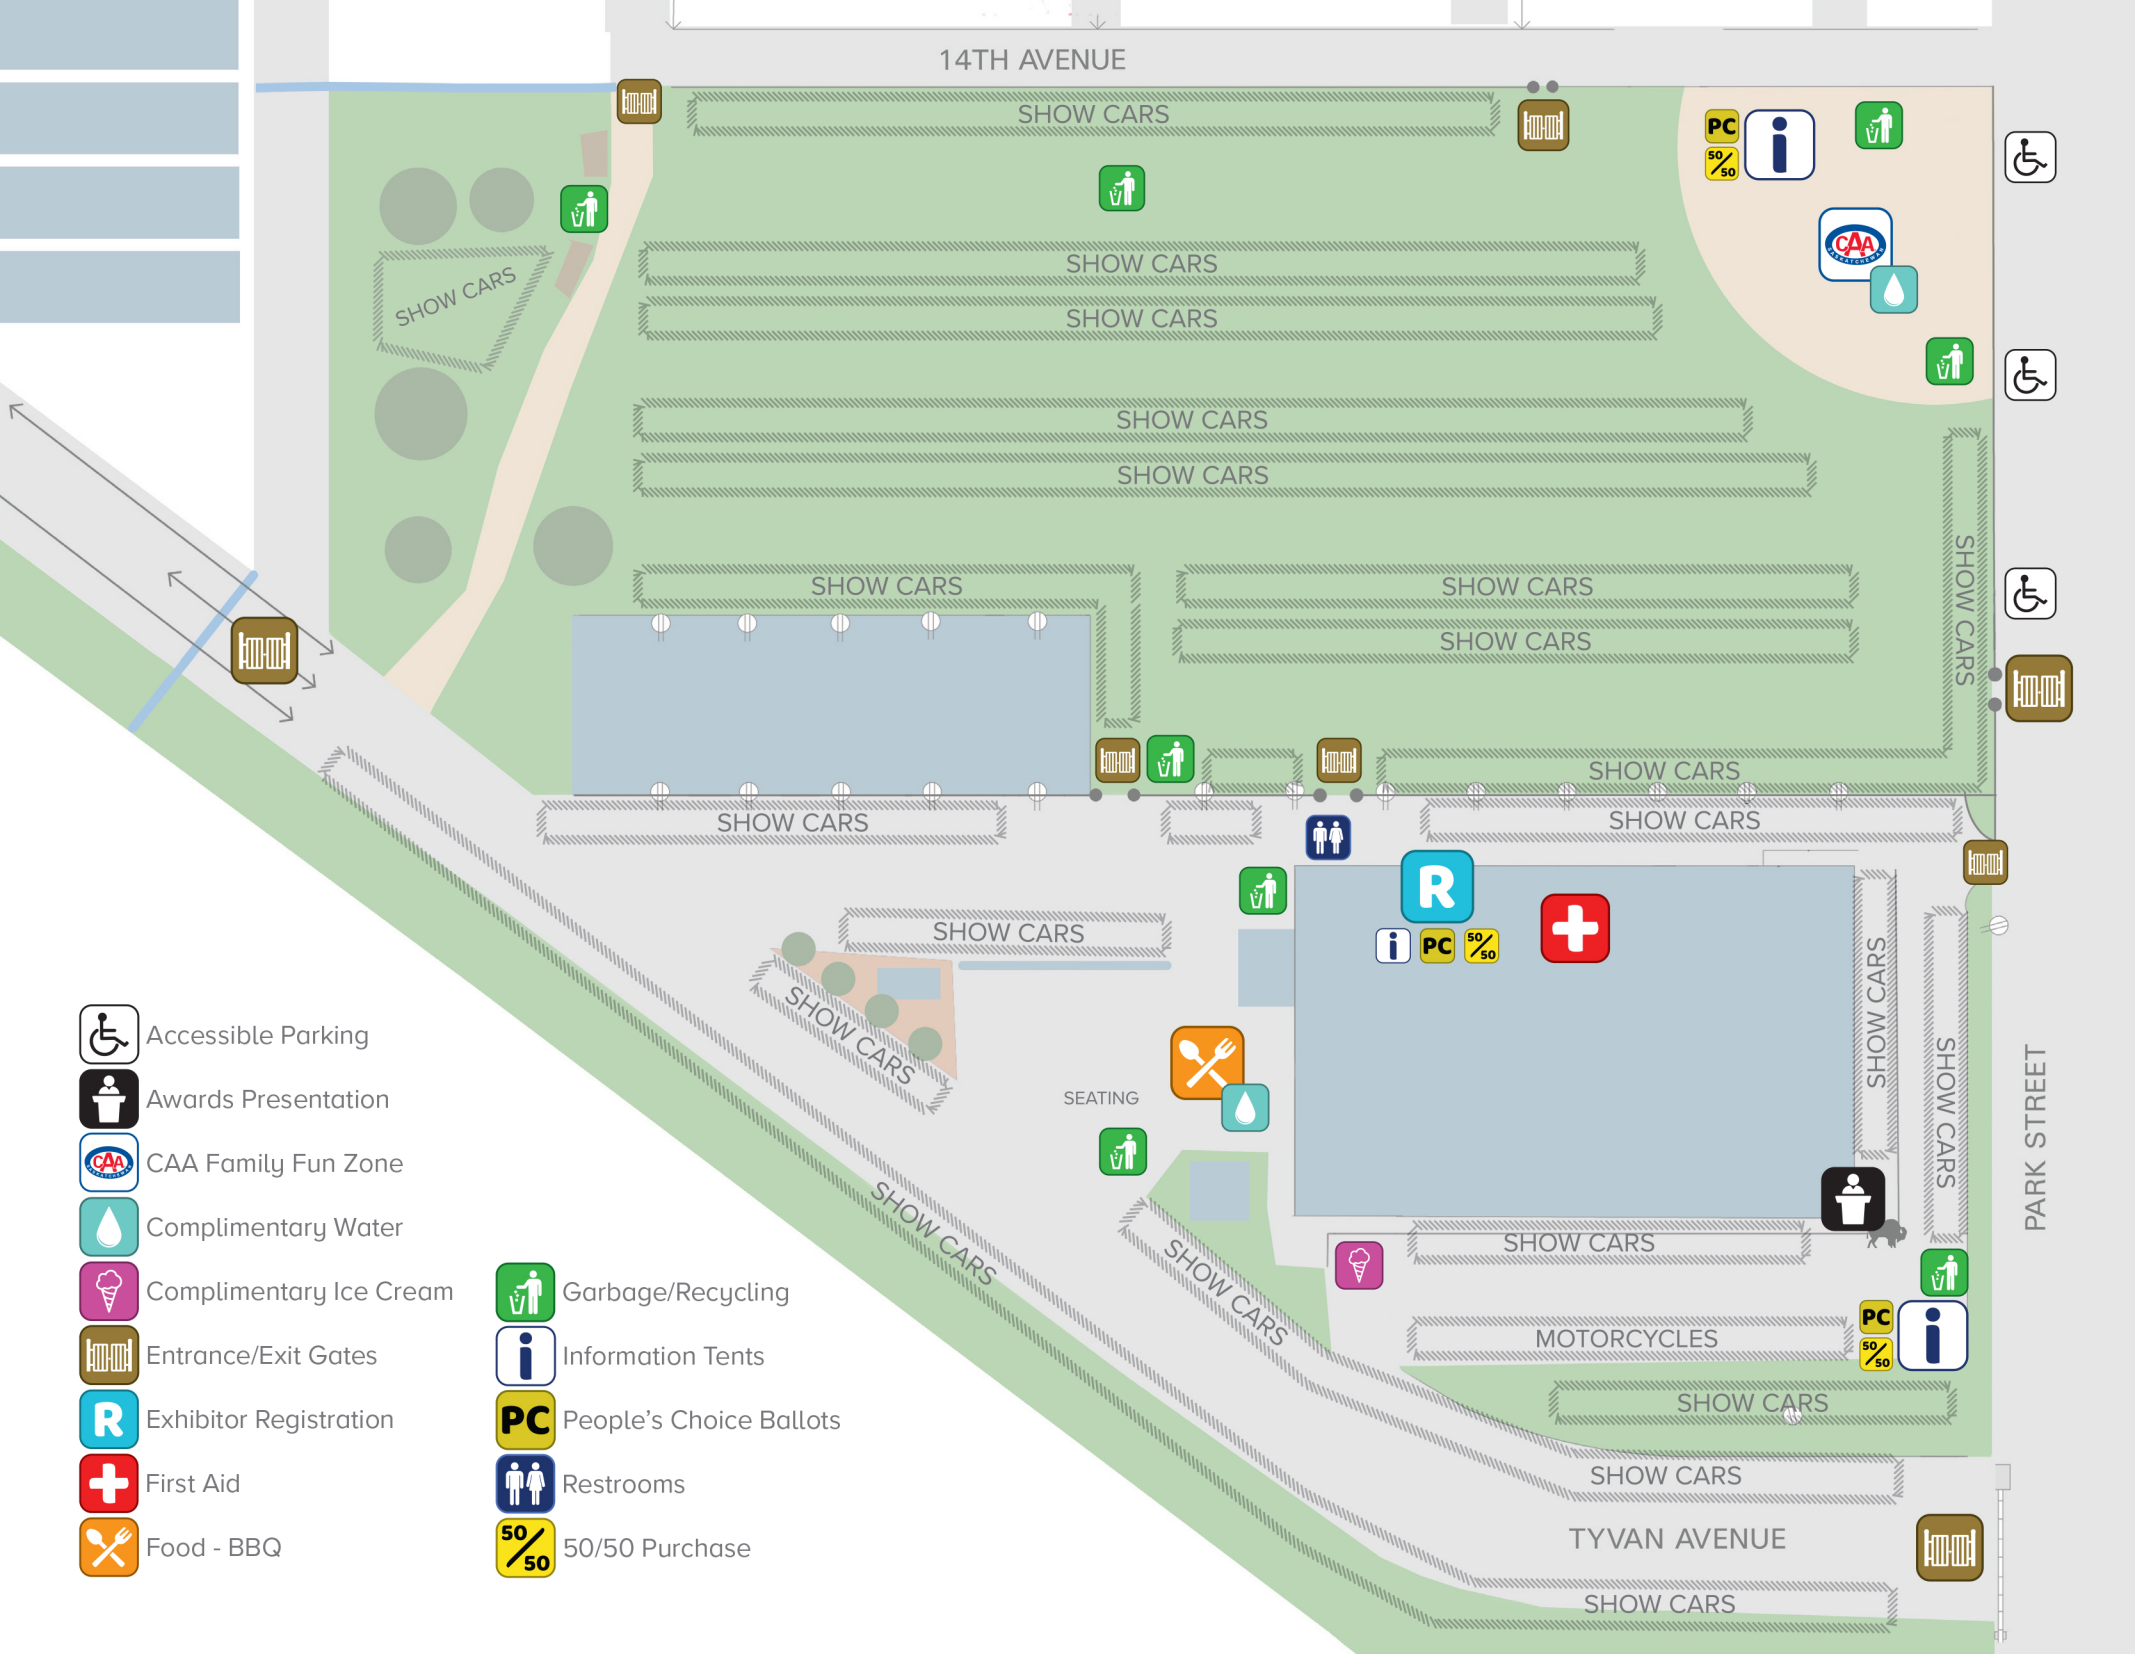 14TH AVENUE
SHOW CARS
PC
50/50
i
CAA
SASKATCHEWAN
SHOW CARS
SHOW CARS
SHOW CARS
SHOW CARS
SHOW CARS
SHOW CARS
SHOW CARS
SHOW CARS
SHOW CARS
SHOW CARS
SHOW CARS
SHOW CARS
R
i
PC
50/50
SHOW CARS
SHOW CARS
SHOW CARS
SHOW CARS
SEATING
PARK STREET
SHOW CARS
SHOW CARS
SHOW CARS
MOTORCYCLES
PC
50/50
i
SHOW CARS
SHOW CARS
TYVAN AVENUE
SHOW CARS
Accessible Parking
Awards Presentation
CAA
SASKATCHEWAN
CAA Family Fun Zone
Complimentary Water
Complimentary Ice Cream
Entrance/Exit Gates
R Exhibitor Registration
First Aid
Food - BBQ
Garbage/Recycling
i Information Tents
PC People's Choice Ballots
Restrooms
50/50 50/50 Purchase